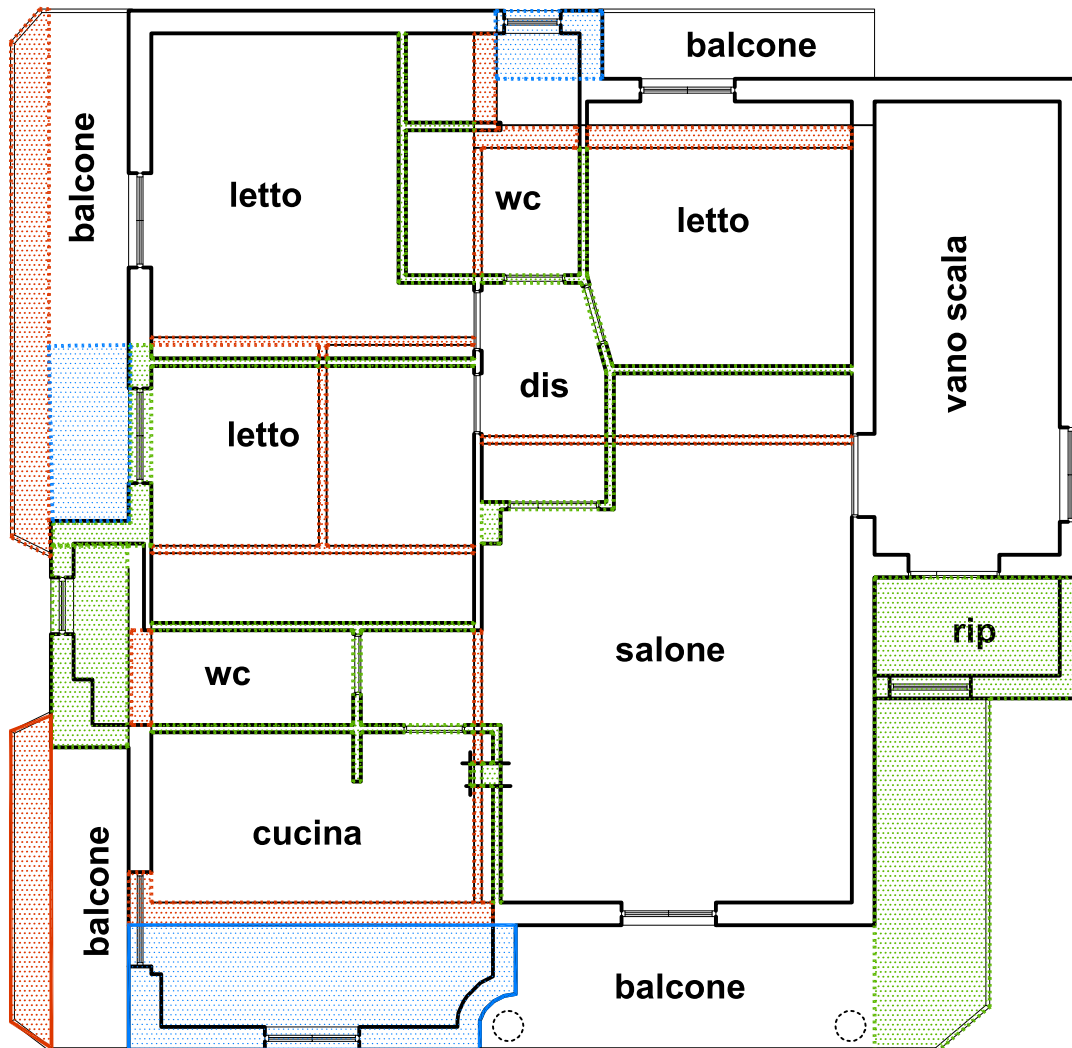 balcone
balcone
letto
wc
letto
vano scala
dis
letto
rip
salone
wc
cucina
balcone
balcone